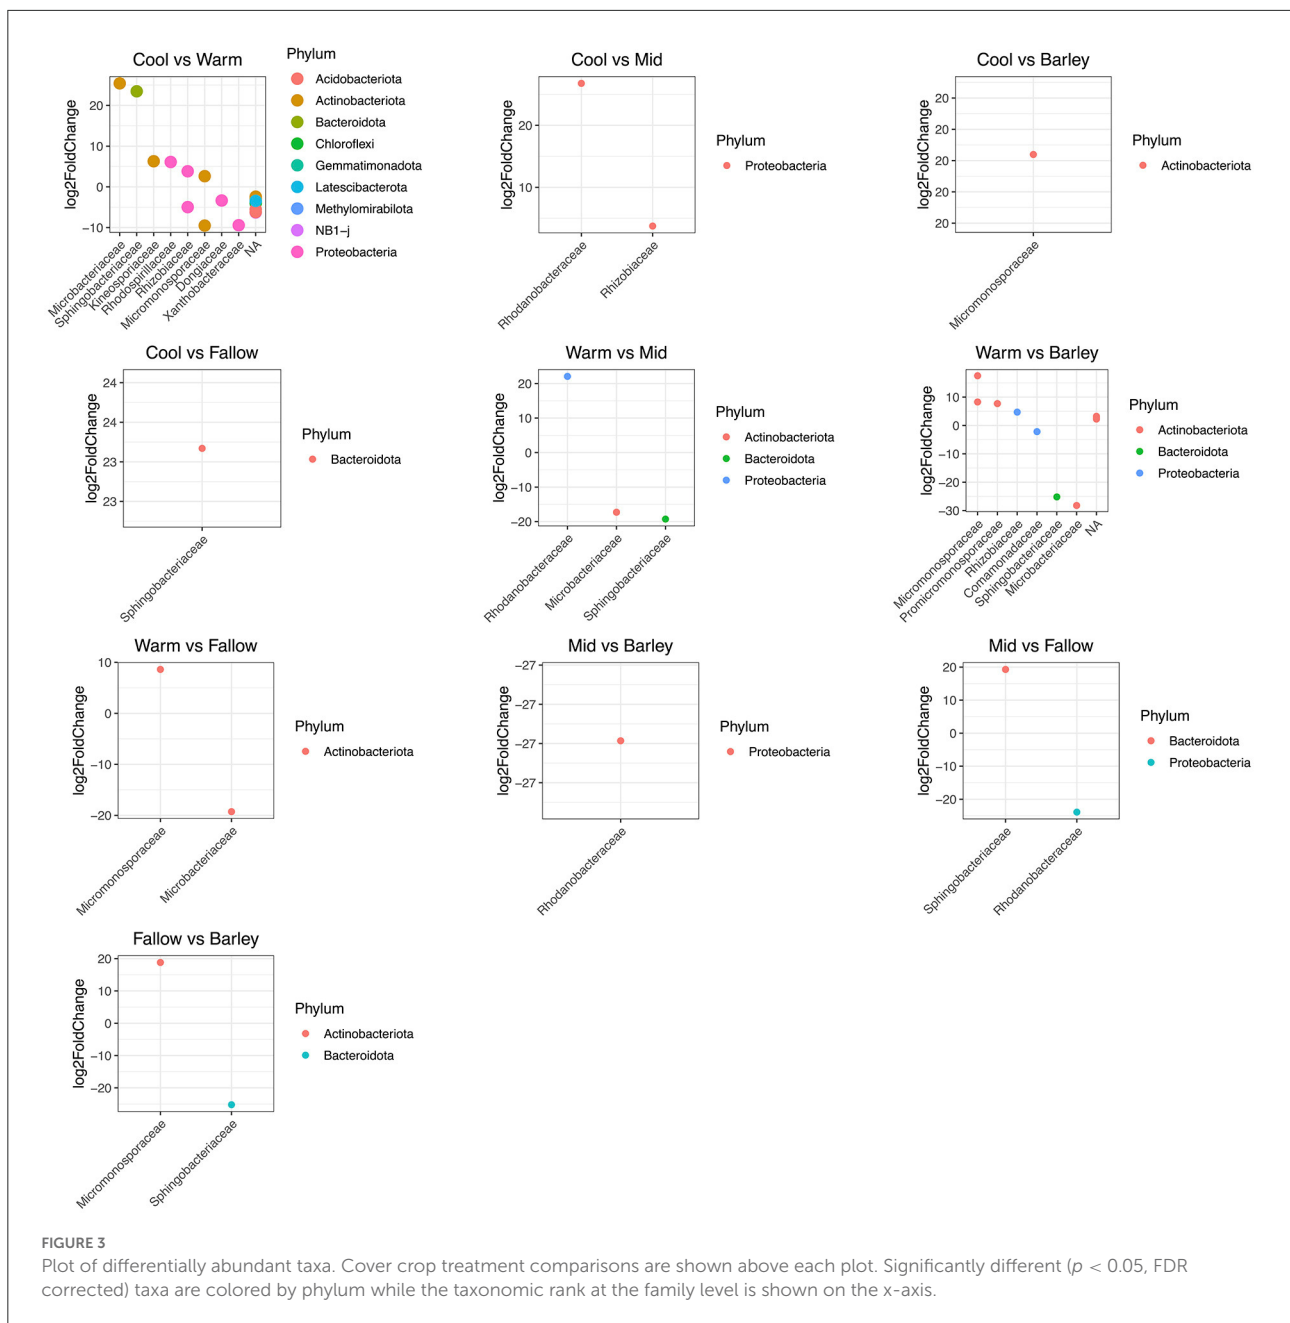 Cool vs Warm
log2FoldChange
20
10
0
−10
Microbacteriaceae
Sphingobacteriaceae
Kineosporiaceae
Rhodospirillaceae
Rhizobiaceae
Micromonosporaceae
Dongiaceae
Xanthobacteraceae
NA
Phylum
Acidobacteriota
Actinobacteriota
Bacteroidota
Chloroflexi
Gemmatimonadota
Latescibacterota
Methylomirabilota
NB1−j
Proteobacteria
Cool vs Mid
log2FoldChange
20
10
Rhodanobacteraceae
Rhizobiaceae
Phylum
Proteobacteria
Cool vs Barley
log2FoldChange
20
20
20
20
20
Micromonosporaceae
Phylum
Actinobacteriota
Cool vs Fallow
log2FoldChange
24
24
23
23
Sphingobacteriaceae
Phylum
Bacteroidota
Warm vs Mid
log2FoldChange
20
10
0
−10
−20
Rhodanobacteraceae
Microbacteriaceae
Sphingobacteriaceae
Phylum
Actinobacteriota
Bacteroidota
Proteobacteria
Warm vs Barley
log2FoldChange
10
0
−10
−20
−30
Micromonosporaceae
Promicromonosporaceae
Rhizobiaceae
Comamonadaceae
Sphingobacteriaceae
Microbacteriaceae
NA
Phylum
Actinobacteriota
Bacteroidota
Proteobacteria
Warm vs Fallow
log2FoldChange
10
0
−10
−20
Micromonosporaceae
Microbacteriaceae
Phylum
Actinobacteriota
Mid vs Barley
log2FoldChange
−27
−27
−27
−27
Rhodanobacteraceae
Phylum
Proteobacteria
Mid vs Fallow
log2FoldChange
20
10
0
−10
−20
Sphingobacteriaceae
Rhodanobacteraceae
Phylum
Bacteroidota
Proteobacteria
Fallow vs Barley
log2FoldChange
20
10
0
−10
−20
Micromonosporaceae
Sphingobacteriaceae
Phylum
Actinobacteriota
Bacteroidota
FIGURE 3
Plot of differentially abundant taxa. Cover crop treatment comparisons are shown above each plot. Significantly different (p < 0.05, FDR
corrected) taxa are colored by phylum while the taxonomic rank at the family level is shown on the x-axis.